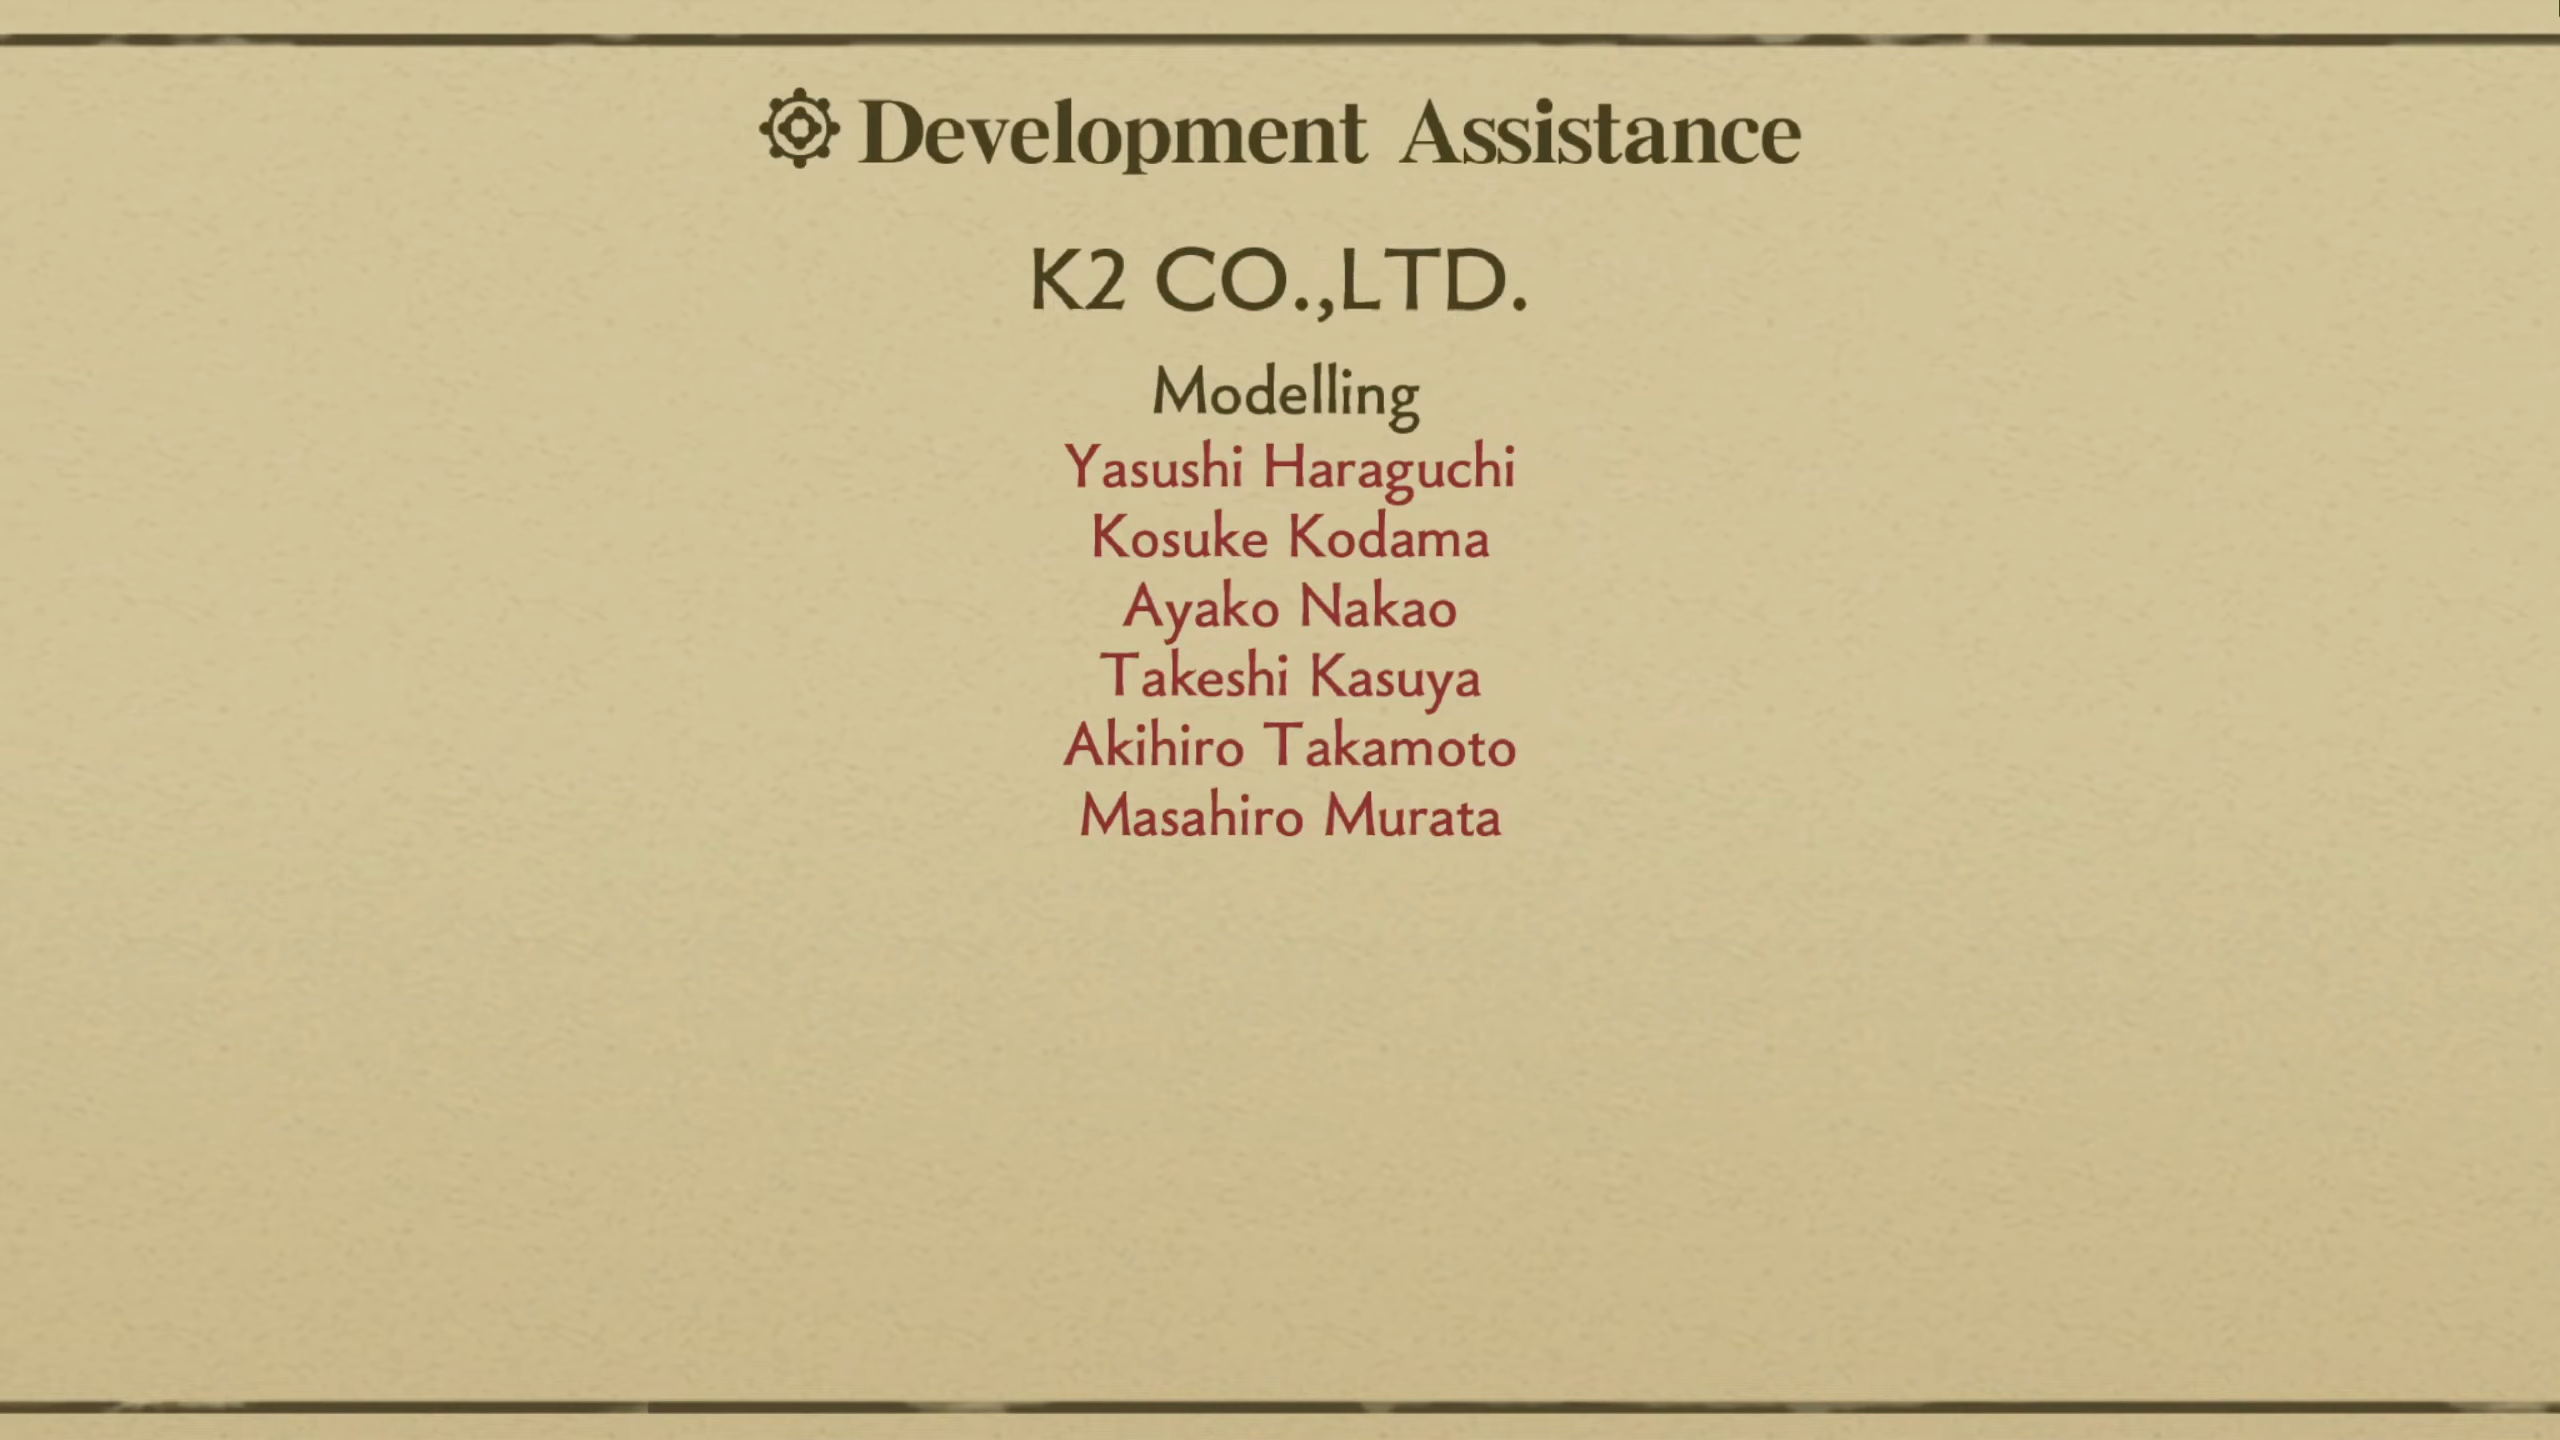 Development Assistance
K2 CO.,LTD.
Modelling
Yasushi Haraguchi
Kosuke Kodama
Ayako Nakao
Takeshi Kasuya
Akihiro Takamoto
Masahiro Murata